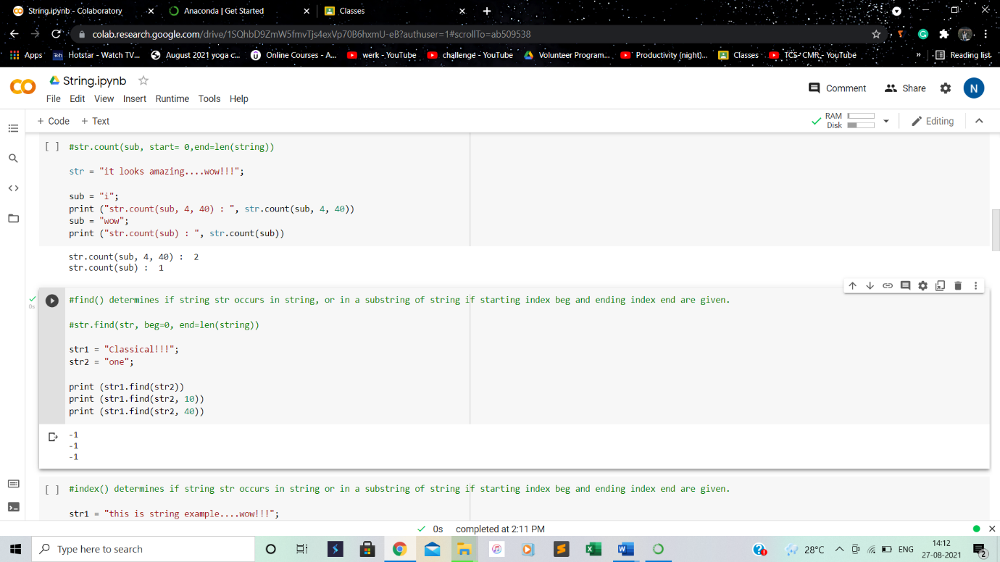 String.ipynb - Colaboratory
Anaconda | Get Started
Classes
colab.research.google.com/drive/1SQhbD9ZmW5fmvTjs4exVp70B6hxmU-eB?authuser=1#scrollTo=ab509538
Apps
Hotstar - Watch TV...
August 2021 yoga c...
Online Courses - A...
werk - YouTube
challenge - YouTube
Volunteer Program...
Productivity (night)...
Classes
TCS- CMR - YouTube
»
Reading list
String.ipynb
File Edit View Insert Runtime Tools Help
Comment
Share
N
+ Code + Text
RAM
Disk
Editing
[ ] #str.count(sub, start= 0,end=len(string))
str = "it looks amazing....wow!!!";
sub = "i";
print ("str.count(sub, 4, 40) : ", str.count(sub, 4, 40))
sub = "wow";
print ("str.count(sub) : ", str.count(sub))
str.count(sub, 4, 40) :  2
str.count(sub) :  1
0s
#find() determines if string str occurs in string, or in a substring of string if starting index beg and ending index end are given.
#str.find(str, beg=0, end=len(string))
str1 = "Classical!!!";
str2 = "one";
print (str1.find(str2))
print (str1.find(str2, 10))
print (str1.find(str2, 40))
-1
-1
-1
[ ] #index() determines if string str occurs in string or in a substring of string if starting index beg and ending index end are given.
str1 = "this is string example....wow!!!";
0s completed at 2:11 PM
Type here to search
28°C
ENG
14:12
27-08-2021
2